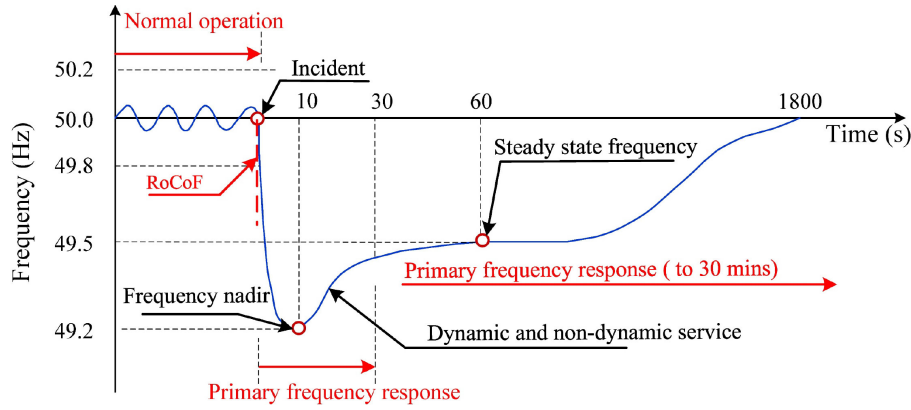 Normal operation
50.2
Incident
10 30 60 1800
50.0
Time (s)
Steady state frequency
49.8
RoCoF
Frequency (Hz)
49.5
Primary frequency response ( to 30 mins)
Frequency nadir
49.2
Dynamic and non-dynamic service
Primary frequency response